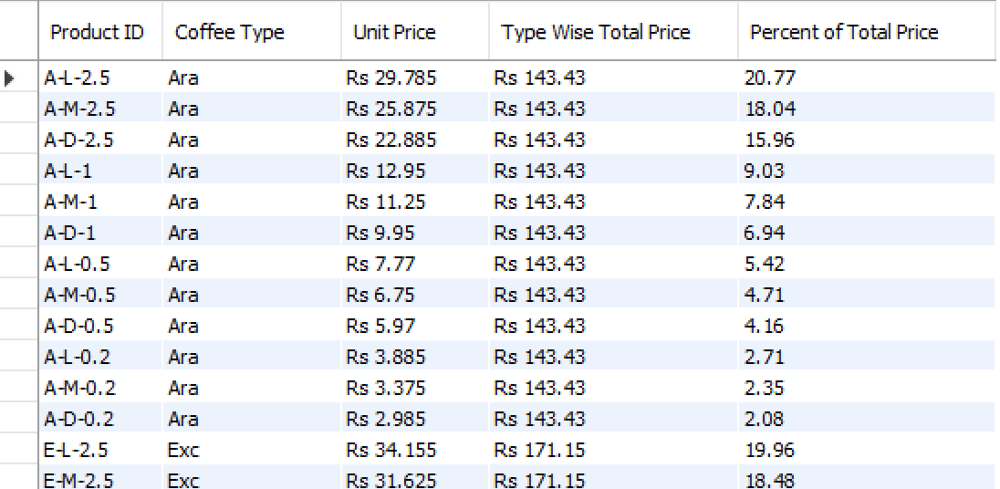 Product ID Coffee Type Unit Price Type Wise Total Price Percent of Total Price
A-L-2.5 Ara Rs 29.785 Rs 143.43 20.77
A-M-2.5 Ara Rs 25.875 Rs 143.43 18.04
A-D-2.5 Ara Rs 22.885 Rs 143.43 15.96
A-L-1 Ara Rs 12.95 Rs 143.43 9.03
A-M-1 Ara Rs 11.25 Rs 143.43 7.84
A-D-1 Ara Rs 9.95 Rs 143.43 6.94
A-L-0.5 Ara Rs 7.77 Rs 143.43 5.42
A-M-0.5 Ara Rs 6.75 Rs 143.43 4.71
A-D-0.5 Ara Rs 5.97 Rs 143.43 4.16
A-L-0.2 Ara Rs 3.885 Rs 143.43 2.71
A-M-0.2 Ara Rs 3.375 Rs 143.43 2.35
A-D-0.2 Ara Rs 2.985 Rs 143.43 2.08
E-L-2.5 Exc Rs 34.155 Rs 171.15 19.96
E-M-2.5 Exc Rs 31.625 Rs 171.15 18.48